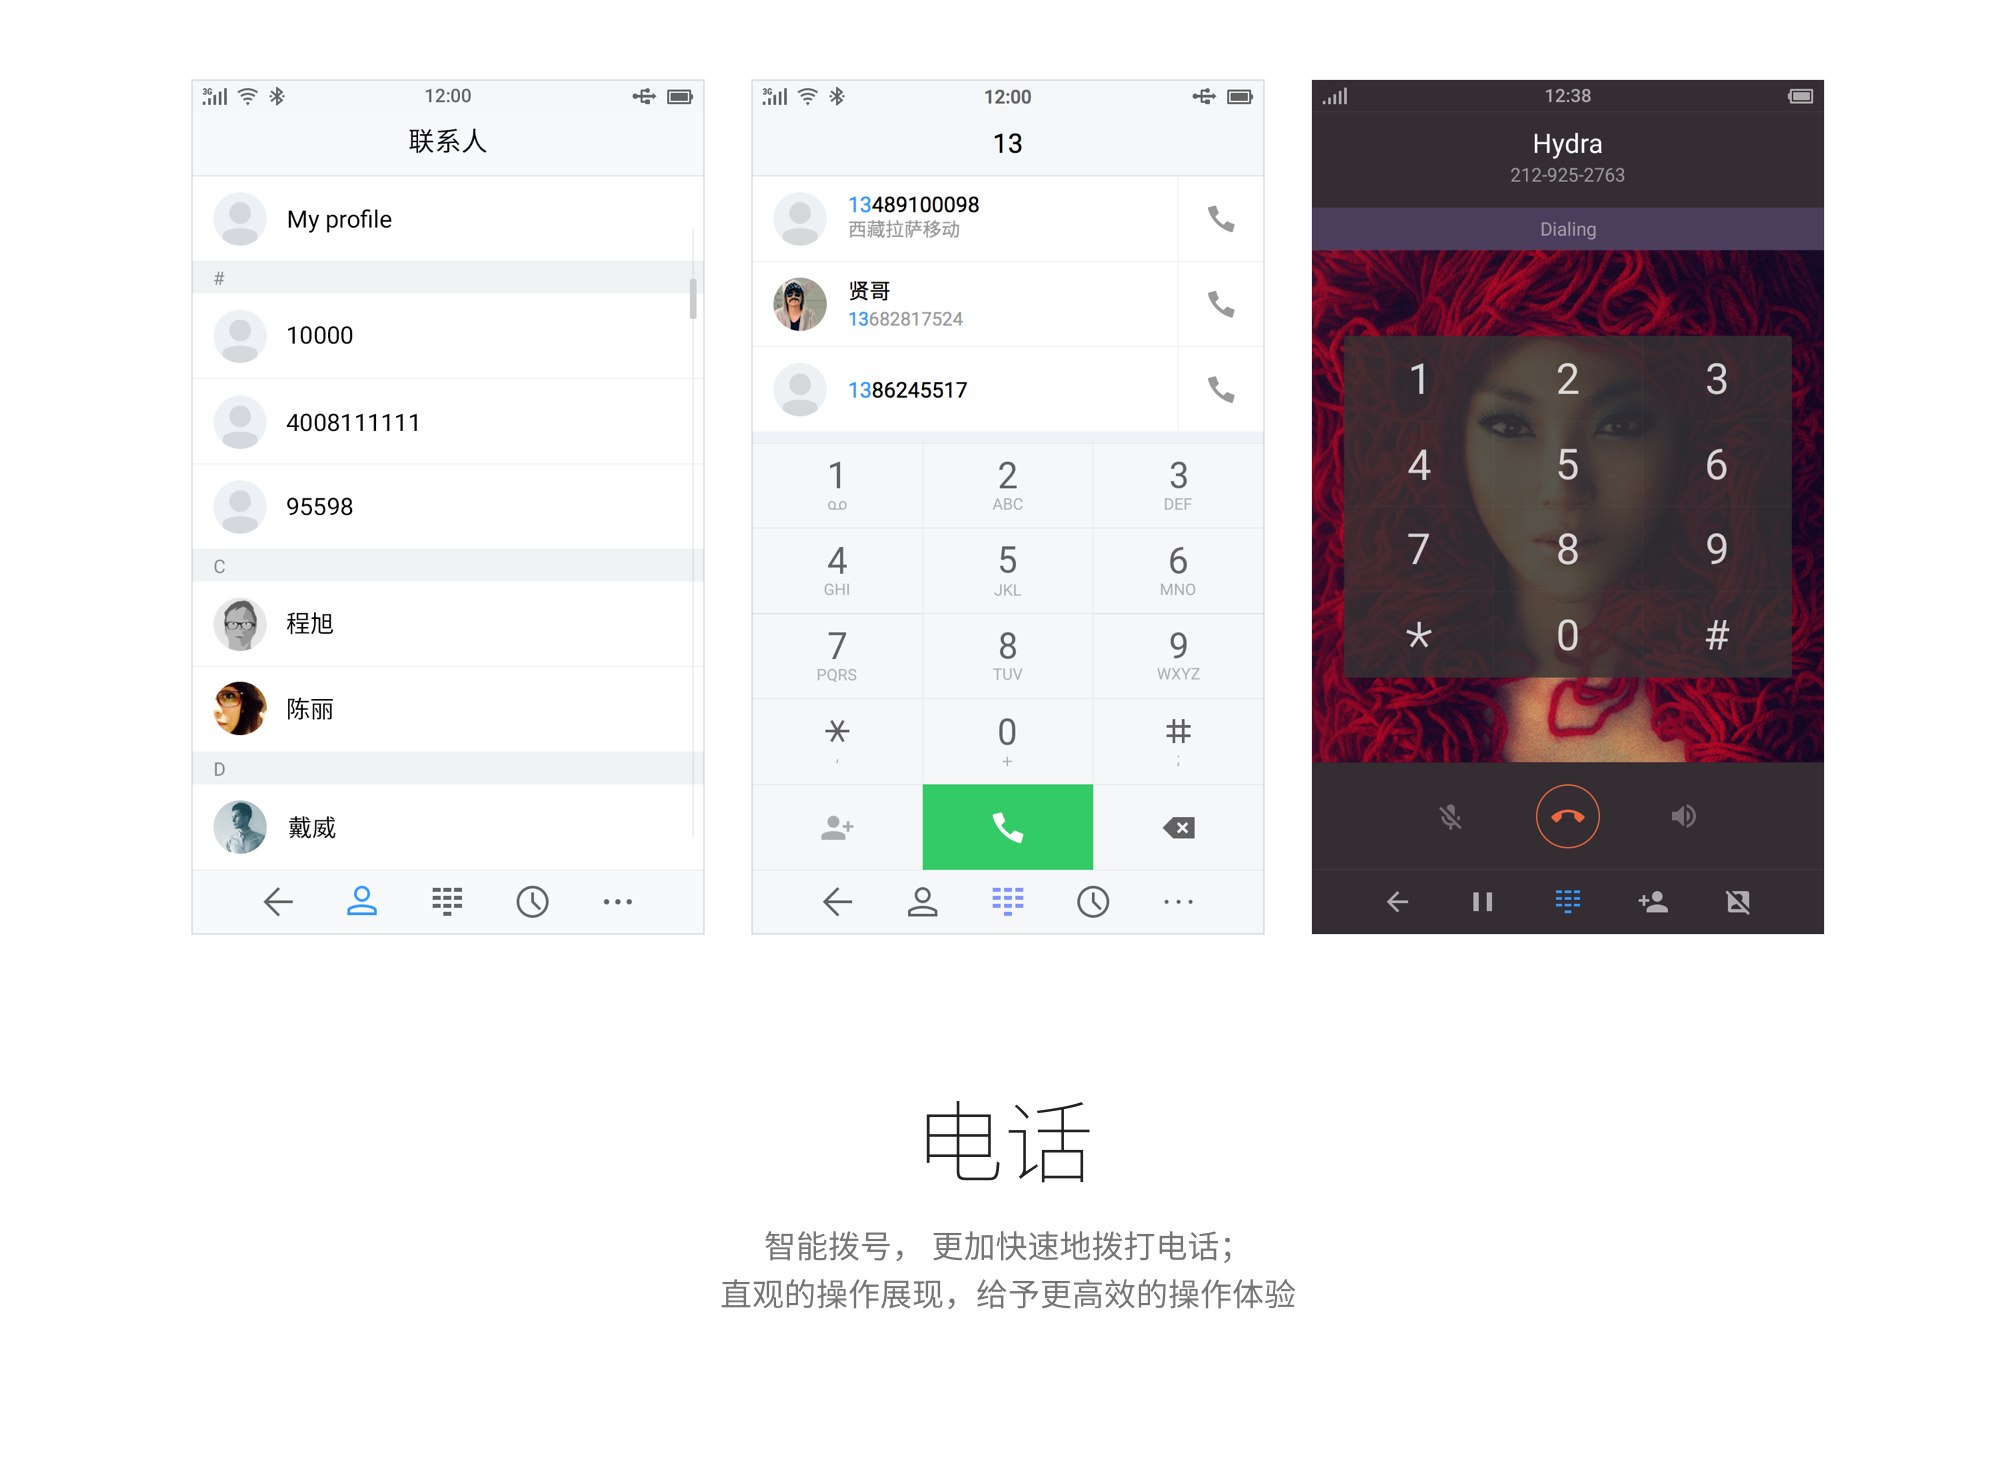 3G
12:00
联系人
My profile
#
10000
4008111111
95598
C
程旭
陈丽
D
戴威
3G
12:00
13
13489100098
西藏拉萨移动
贤哥
13682817524
1386245517
1 2 3
ABC DEF
4 5 6
GHI JKL MNO
7 8 9
PQRS TUV WXYZ
* 0 #
, + ;
12:38
Hydra
212-925-2763
Dialing
1 2 3
4 5 6
7 8 9
* 0 #
电话
智能拨号， 更加快速地拨打电话；
直观的操作展现，给予更高效的操作体验